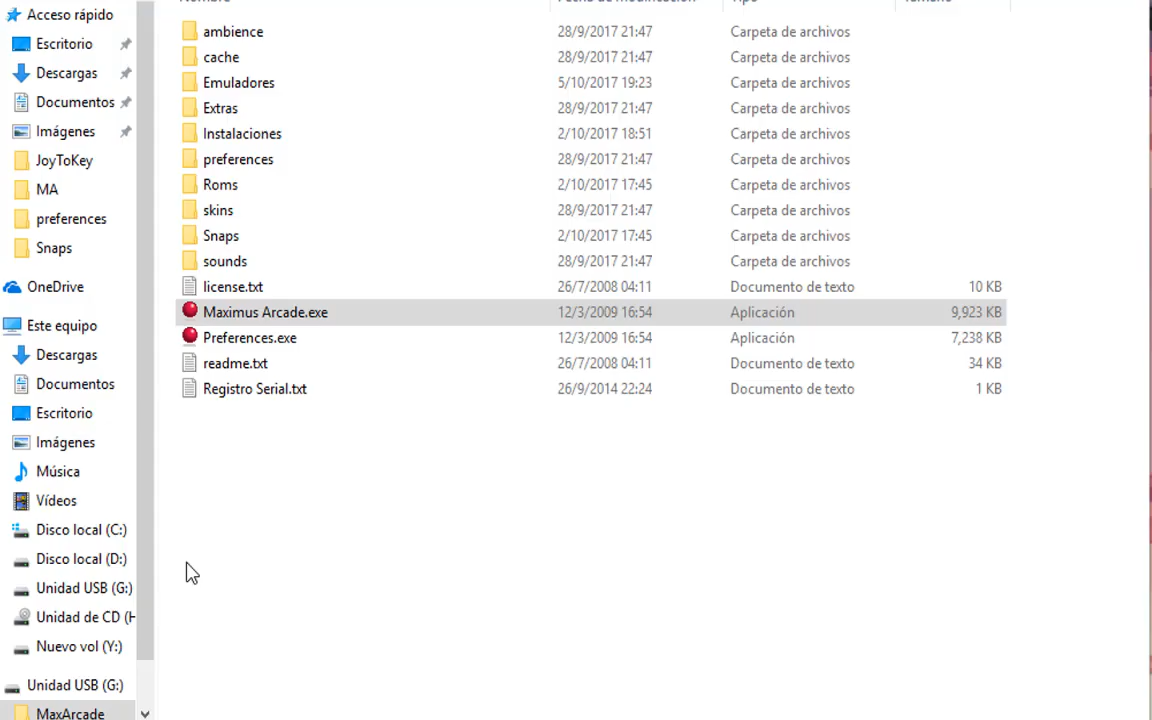 Acceso rápido
Escritorio
Descargas
Documentos
Imágenes
JoyToKey
MA
preferences
Snaps
OneDrive
Este equipo
Descargas
Documentos
Escritorio
Imágenes
Música
Vídeos
Disco local (C:)
Disco local (D:)
Unidad USB (G:)
Unidad de CD (H
Nuevo vol (Y:)
Unidad USB (G:)
MaxArcade
ambience 28/9/2017 21:47 Carpeta de archivos
cache 28/9/2017 21:47 Carpeta de archivos
Emuladores 5/10/2017 19:23 Carpeta de archivos
Extras 28/9/2017 21:47 Carpeta de archivos
Instalaciones 2/10/2017 18:51 Carpeta de archivos
preferences 28/9/2017 21:47 Carpeta de archivos
Roms 2/10/2017 17:45 Carpeta de archivos
skins 28/9/2017 21:47 Carpeta de archivos
Snaps 2/10/2017 17:45 Carpeta de archivos
sounds 28/9/2017 21:47 Carpeta de archivos
license.txt 26/7/2008 04:11 Documento de texto 10 KB
Maximus Arcade.exe 12/3/2009 16:54 Aplicación 9,923 KB
Preferences.exe 12/3/2009 16:54 Aplicación 7,238 KB
readme.txt 26/7/2008 04:11 Documento de texto 34 KB
Registro Serial.txt 26/9/2014 22:24 Documento de texto 1 KB